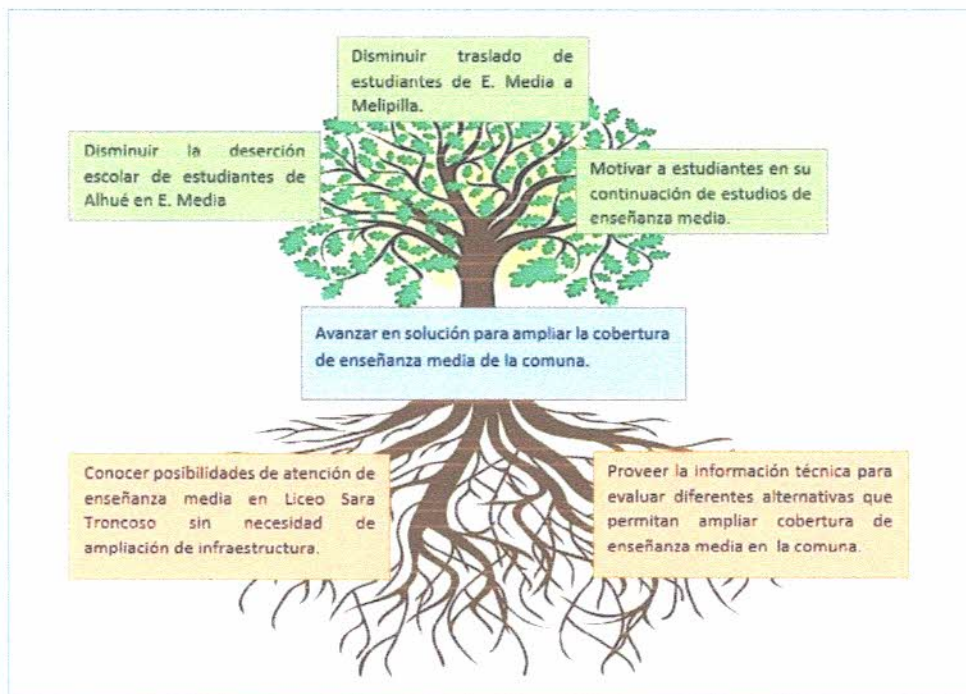 Disminuir traslado de
estudiantes de E. Media a
Melipilla.
Disminuir la deserción
escolar de estudiantes de
Alhué en E. Media
Motivar a estudiantes en su
continuación de estudios de
enseñanza media.
Avanzar en solución para ampliar la cobertura
de enseñanza media de la comuna.
Conocer posibilidades de atención de
enseñanza media en Liceo Sara
Troncoso sin necesidad de
ampliación de infraestructura.
Proveer la información técnica para
evaluar diferentes alternativas que
permitan ampliar cobertura de
enseñanza media en la comuna.